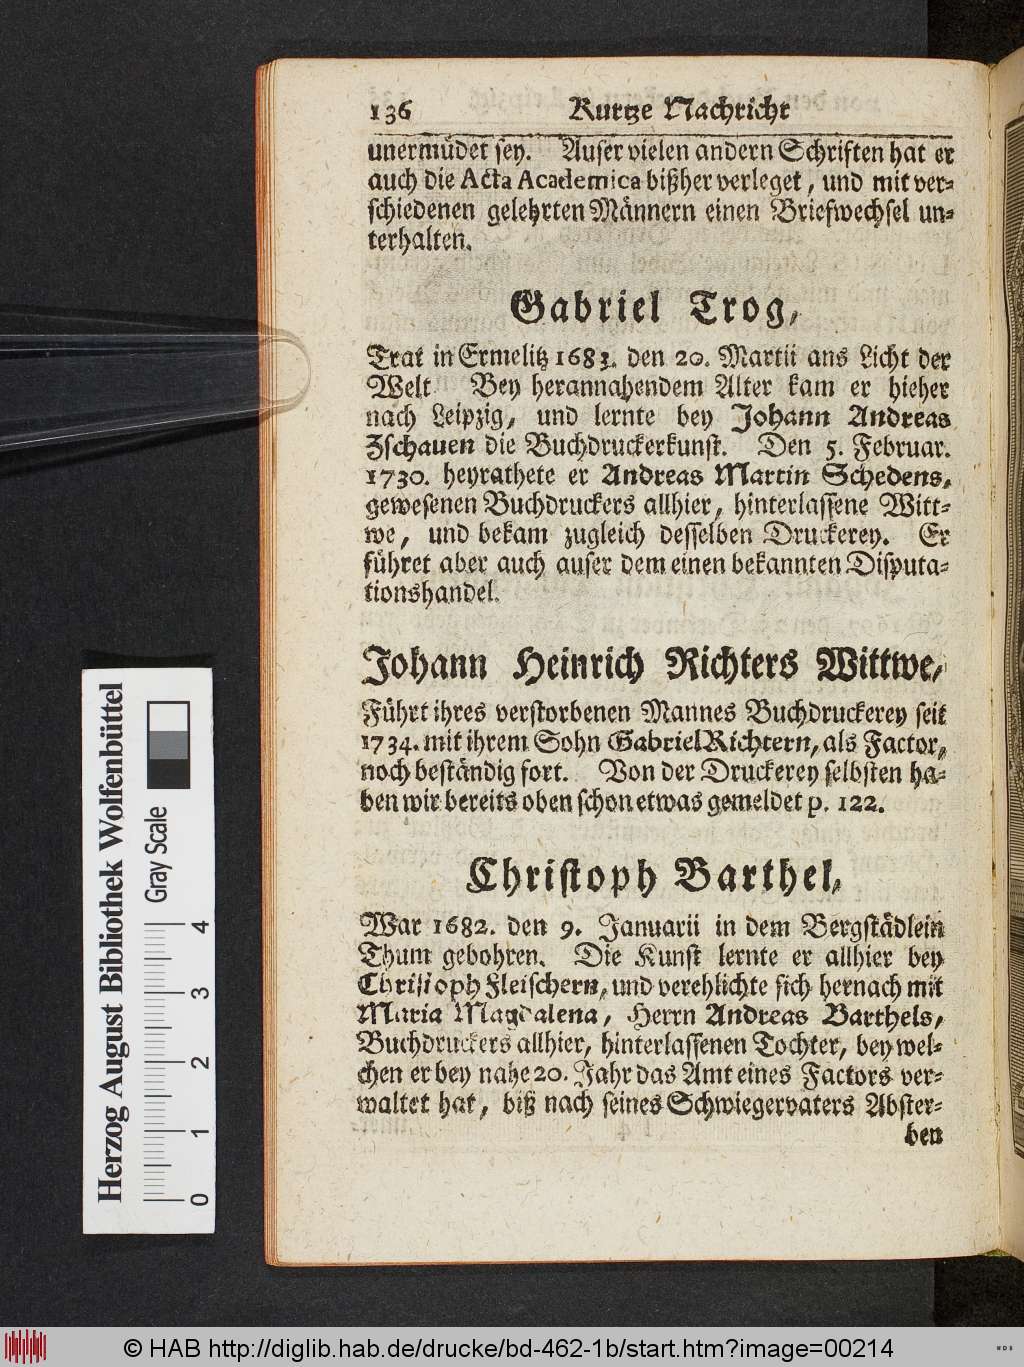 136 Kurtze Nachricht
unermüdet sey. Auser vielen andern Schriften hat er
auch die Acta Academica bißher verleget, und mit ver-
schiedenen gelehrten Männern einen Briefwechsel un-
terhalten.
Gabriel Trog,
Trat in Ermelitz 1683. den 20. Martii ans Licht der
Welt Bey herannahendem Alter kam er hieher
nach Leipzig, und lernte bey Johann Andreas
Zschauen die Buchdruckerkunst. Den 5. Februar.
1730. heyrathete er Andreas Martin Schedens,
gewesenen Buchdruckers allhier, hinterlassene Witt-
we, und bekam zugleich desselben Druckerey. Er
führet aber auch auser dem einen bekannten Disputa-
tionshandel.
Johann Heinrich Richters Wittwe,
Führt ihres verstorbenen Mannes Buchdruckerey seit
1734. mit ihrem Sohn Gabriel Richtern, als Factor,
noch beständig fort. Von der Druckerey selbsten ha-
ben wir bereits oben schon etwas gemeldet p. 122.
Christoph Barthel,
War 1682. den 9. Januarii in dem Bergstädlein
Thum gebohren. Die Kunst lernte er allhier bey
Christoph Fleischern, und verehlichte sich hernach mit
Maria Magdalena, Herrn Andreas Barthels,
Buchdruckers allhier, hinterlassenen Tochter, bey wel-
chen er bey nahe 20. Jahr das Amt eines Factors ver-
waltet hat, biß nach seines Schwiegervaters Abster-
ben
Herzog August Bibliothek Wolfenbüttel
Gray Scale
0 1 2 3 4
© HAB http://diglib.hab.de/drucke/bd-462-1b/start.htm?image=00214